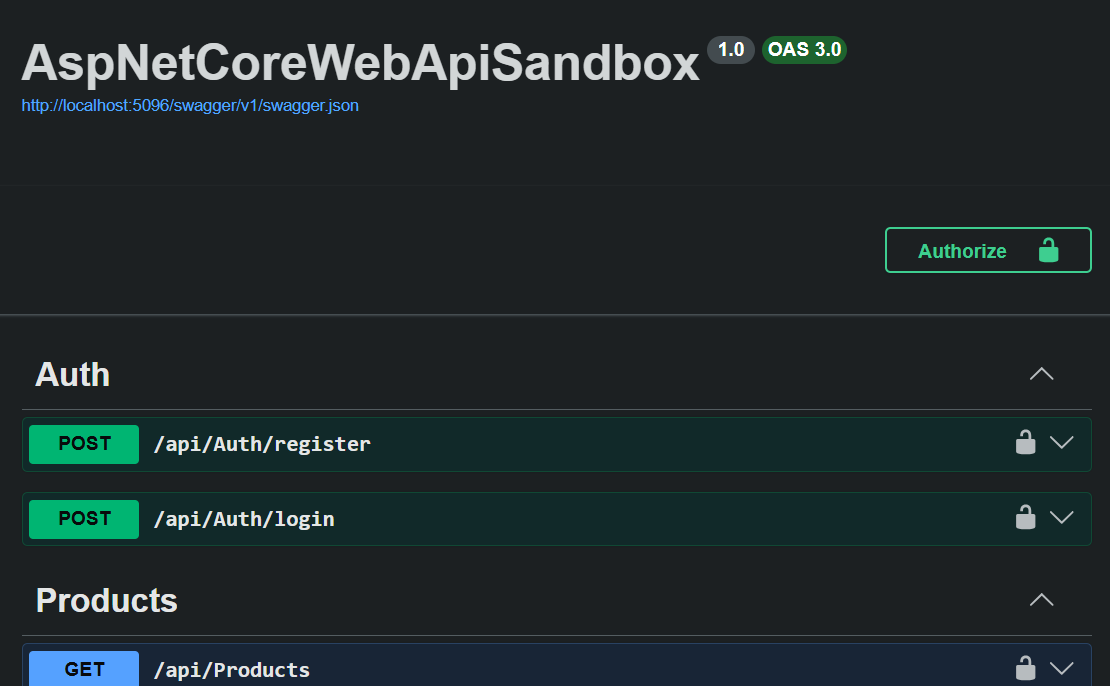 AspNetCoreWebApiSandbox 1.0 OAS 3.0
http://localhost:5096/swagger/v1/swagger.json
Authorize
Auth
POST /api/Auth/register
POST /api/Auth/login
Products
GET /api/Products